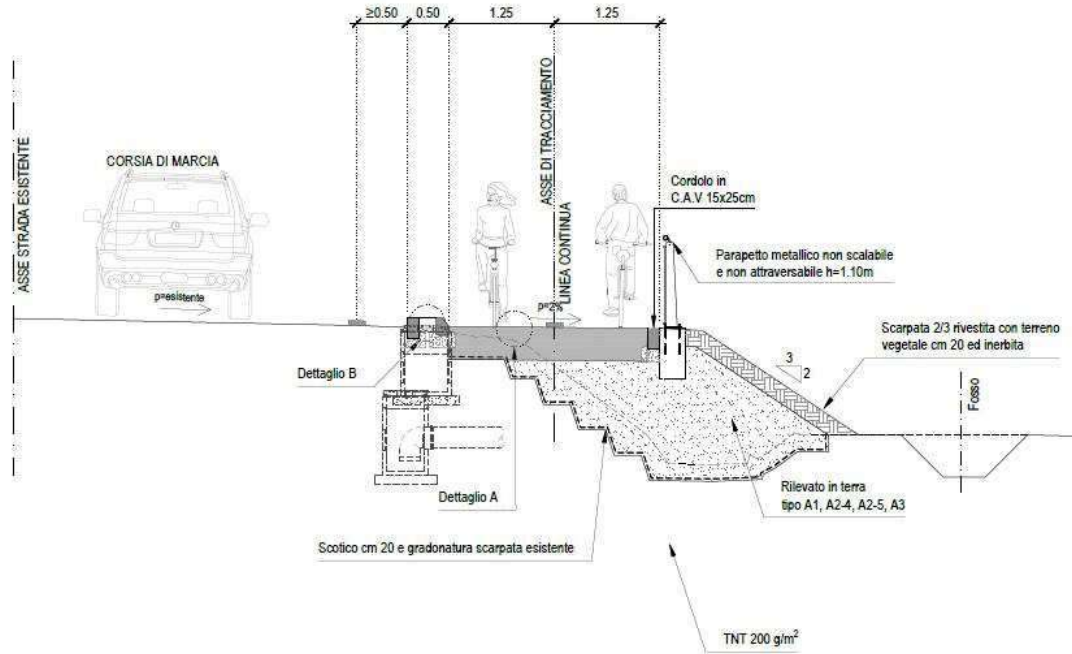 ≥0.50 0.50 1.25 1.25
ASSE STRADA ESISTENTE
CORSIA DI MARCIA
p=esistente
ASSE DI TRACCIAMENTO
LINEA CONTINUA
p=2%
Cordolo in
C.A.V 15x25cm
Parapetto metallico non scalabile
e non attraversabile h=1.10m
Scarpata 2/3 rivestita con terreno
vegetale cm 20 ed inerbita
3
2
Fosso
Dettaglio B
Dettaglio A
Rilevato in terra
tipo A1, A2-4, A2-5, A3
Scotico cm 20 e gradonatura scarpata esistente
TNT 200 g/m²